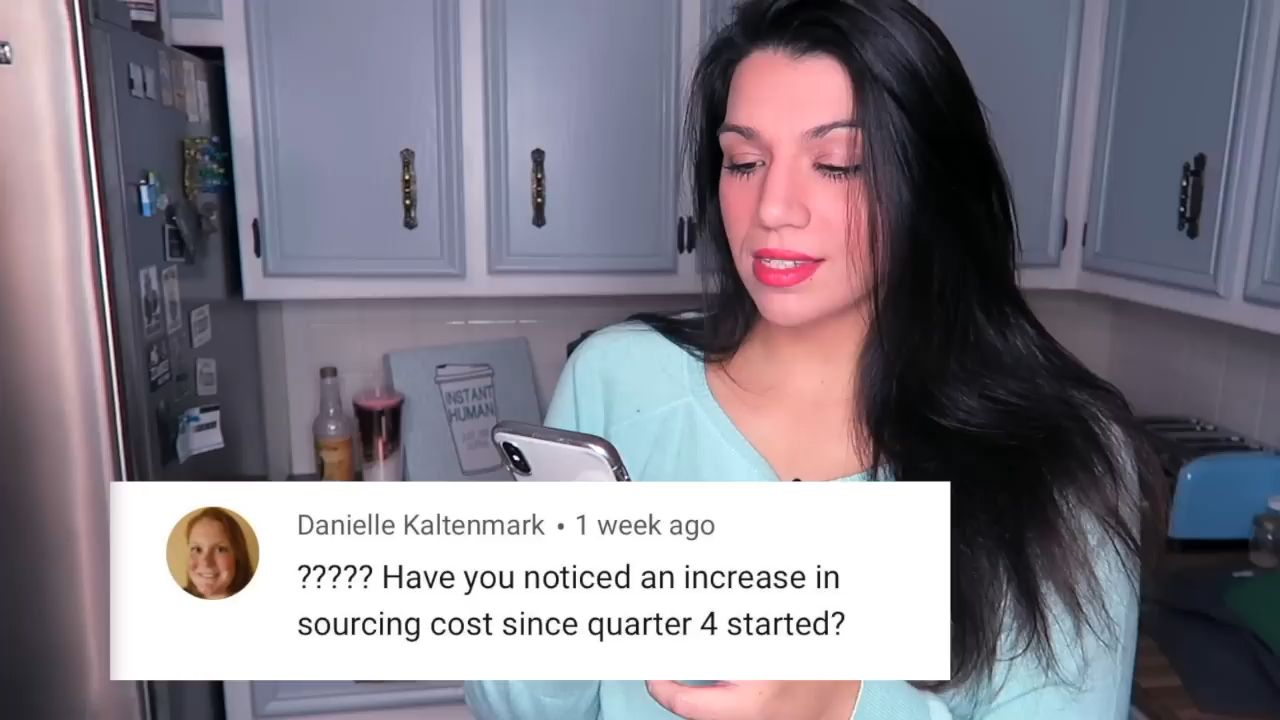 INSTANT
HUMAN
Danielle Kaltenmark • 1 week ago
????? Have you noticed an increase in
sourcing cost since quarter 4 started?